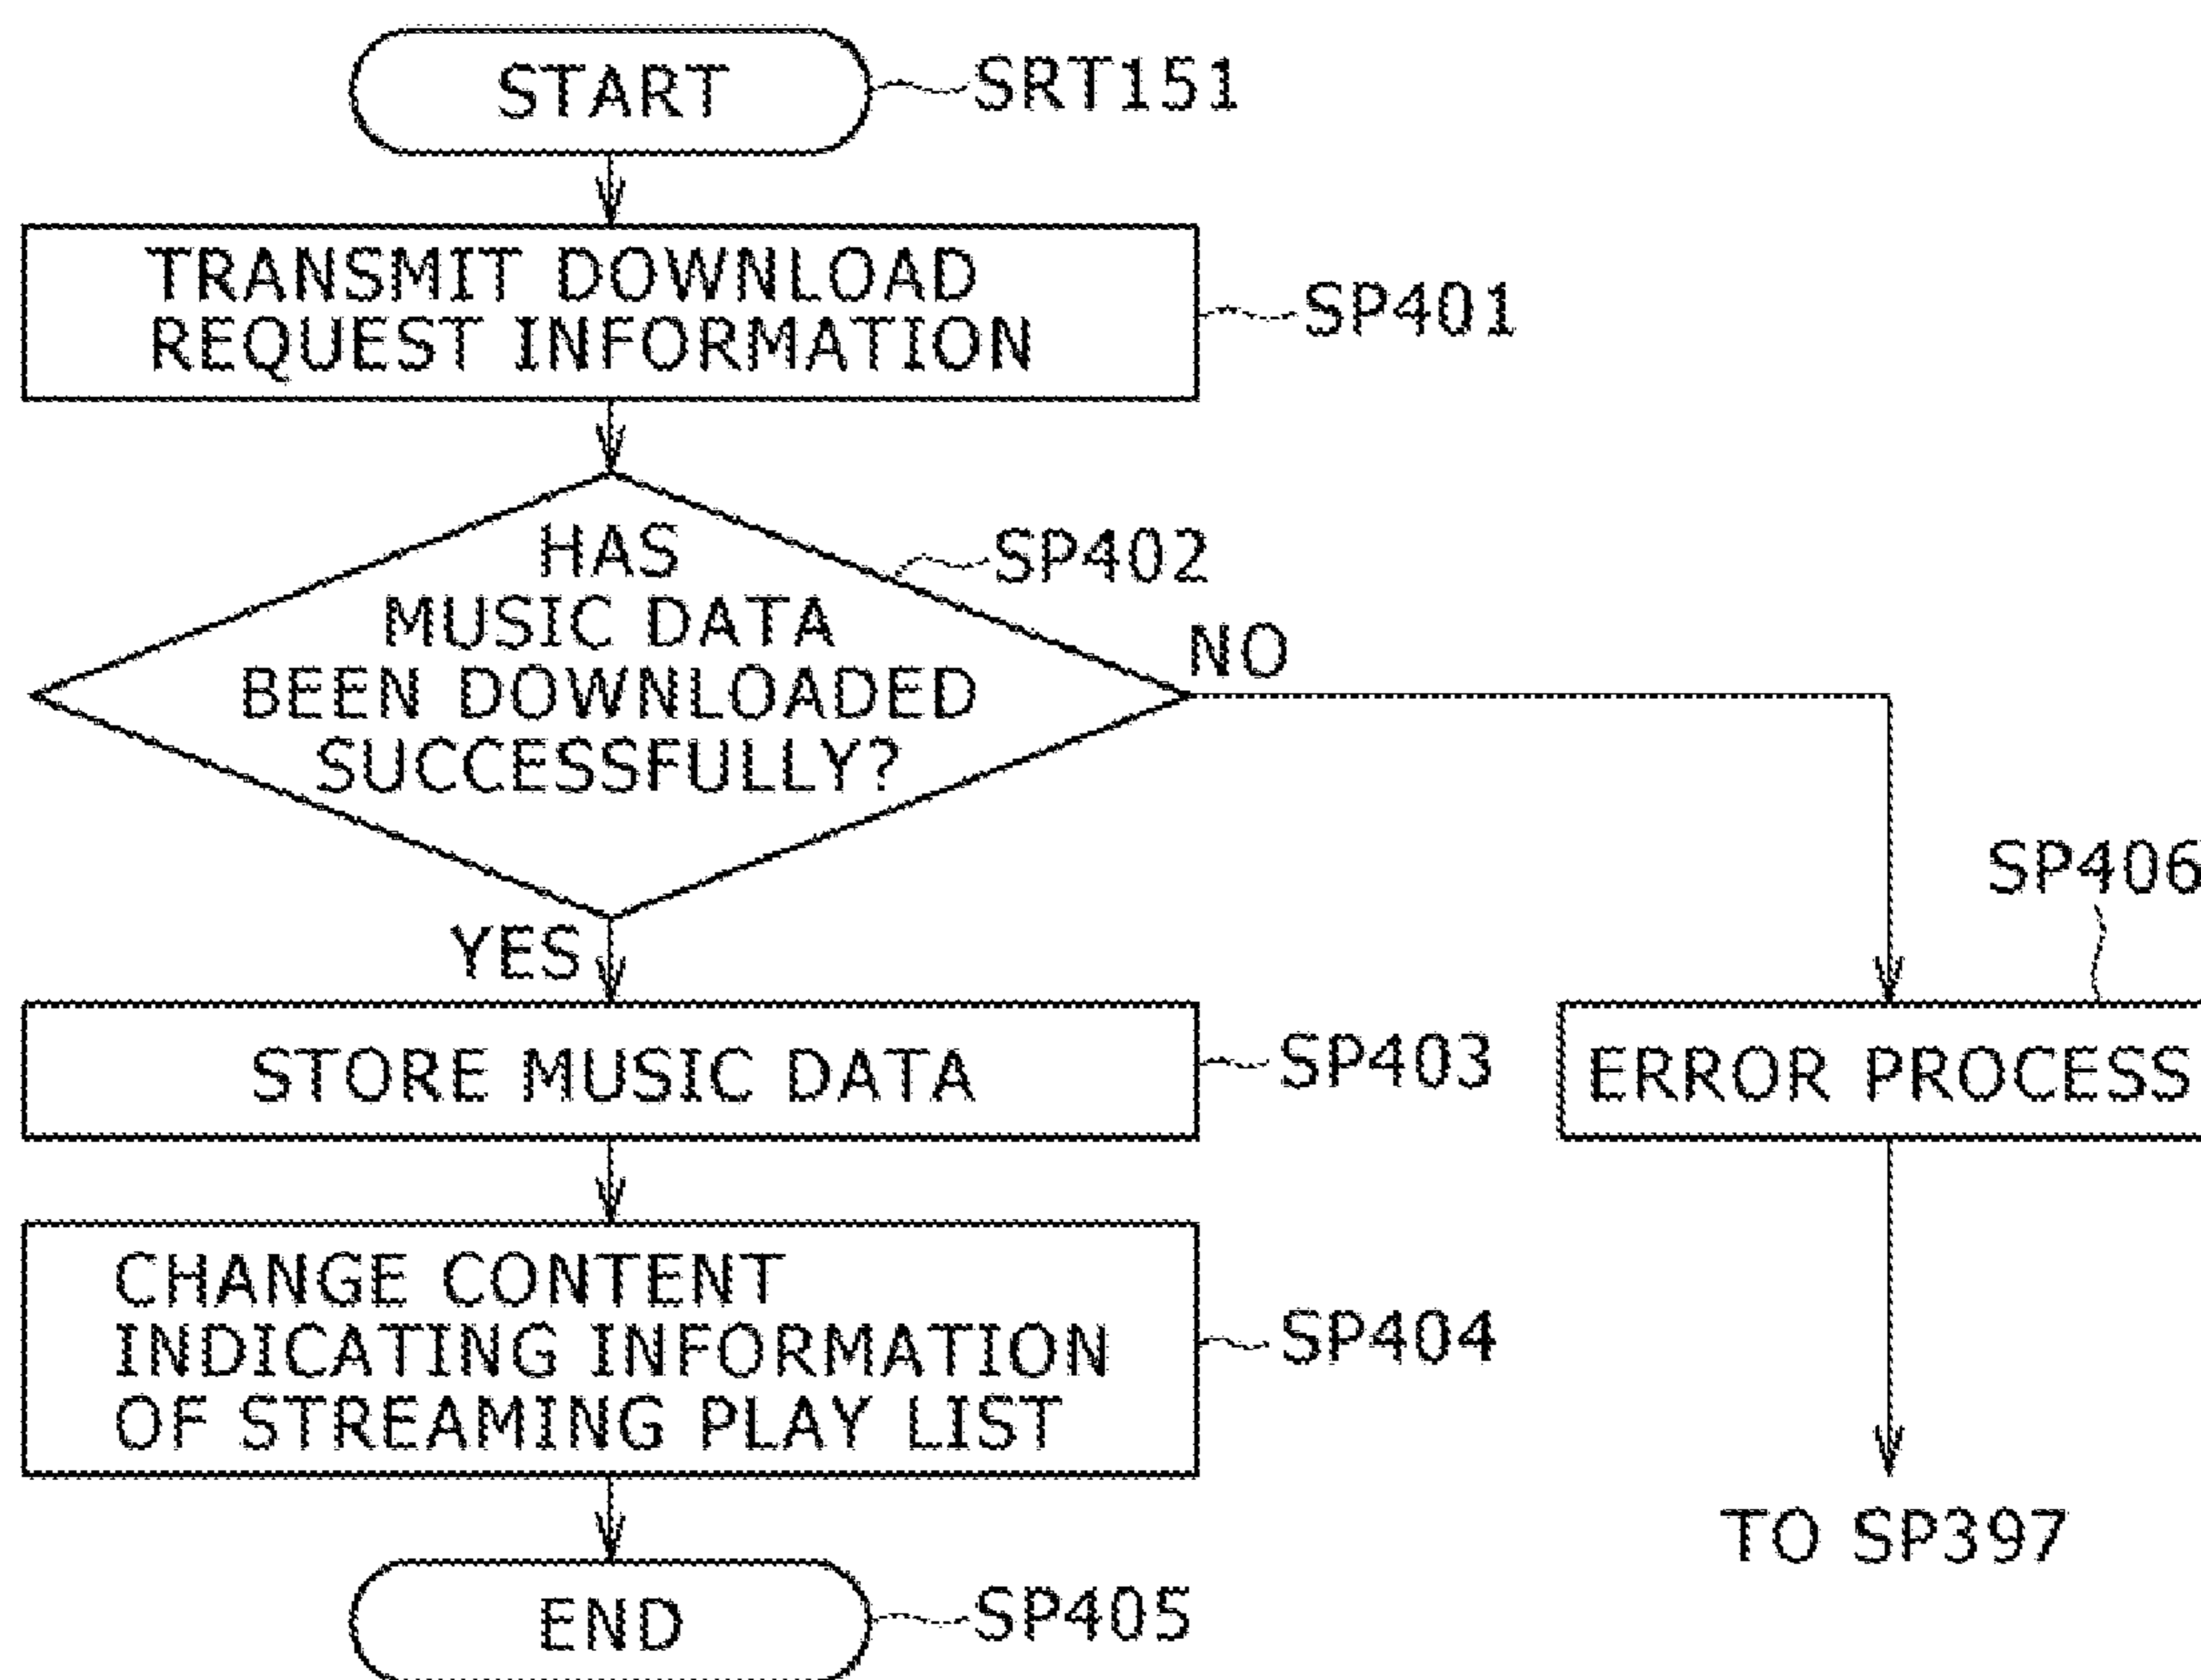 START
SRT151
TRANSMIT DOWNLOAD
REQUEST INFORMATION
SP401
HAS
MUSIC DATA
BEEN DOWNLOADED
SUCCESSFULLY?
SP402
NO
YES
SP406
STORE MUSIC DATA
SP403
ERROR PROCESS
CHANGE CONTENT
INDICATING INFORMATION
OF STREAMING PLAY LIST
SP404
TO SP397
END
SP405